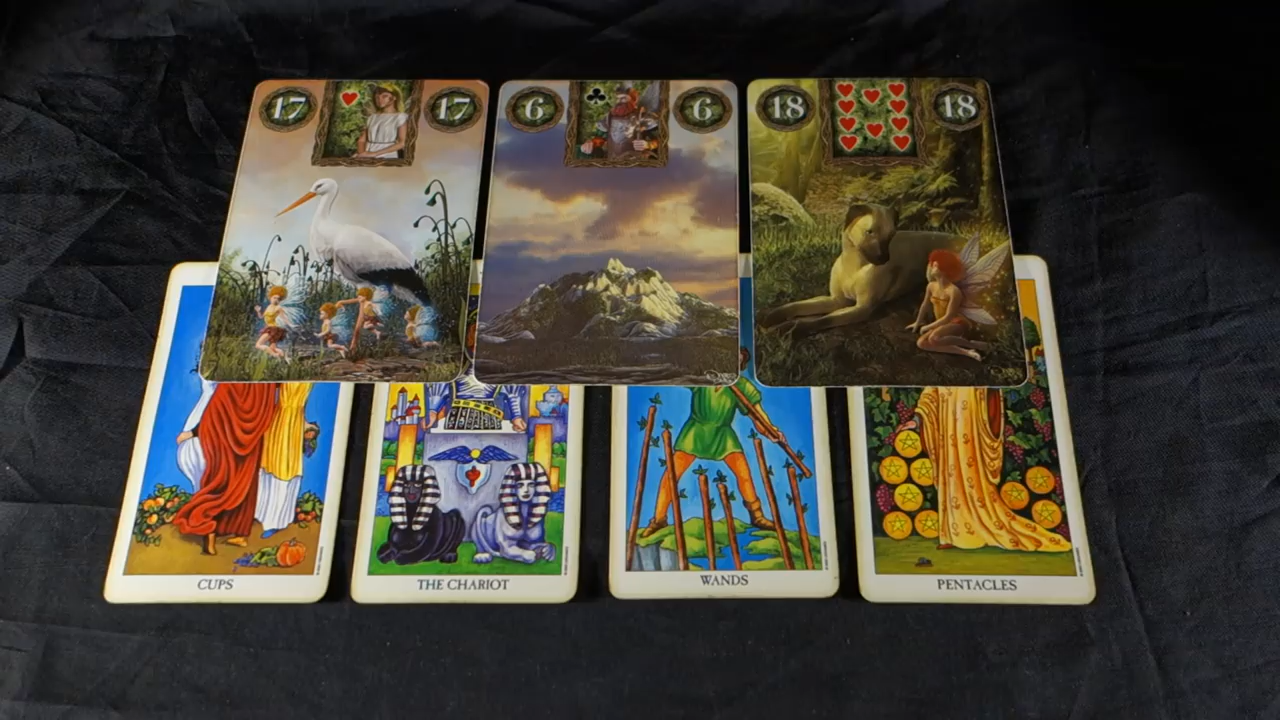 17 17
6 6
18 18
CUPS
THE CHARIOT
WANDS
PENTACLES